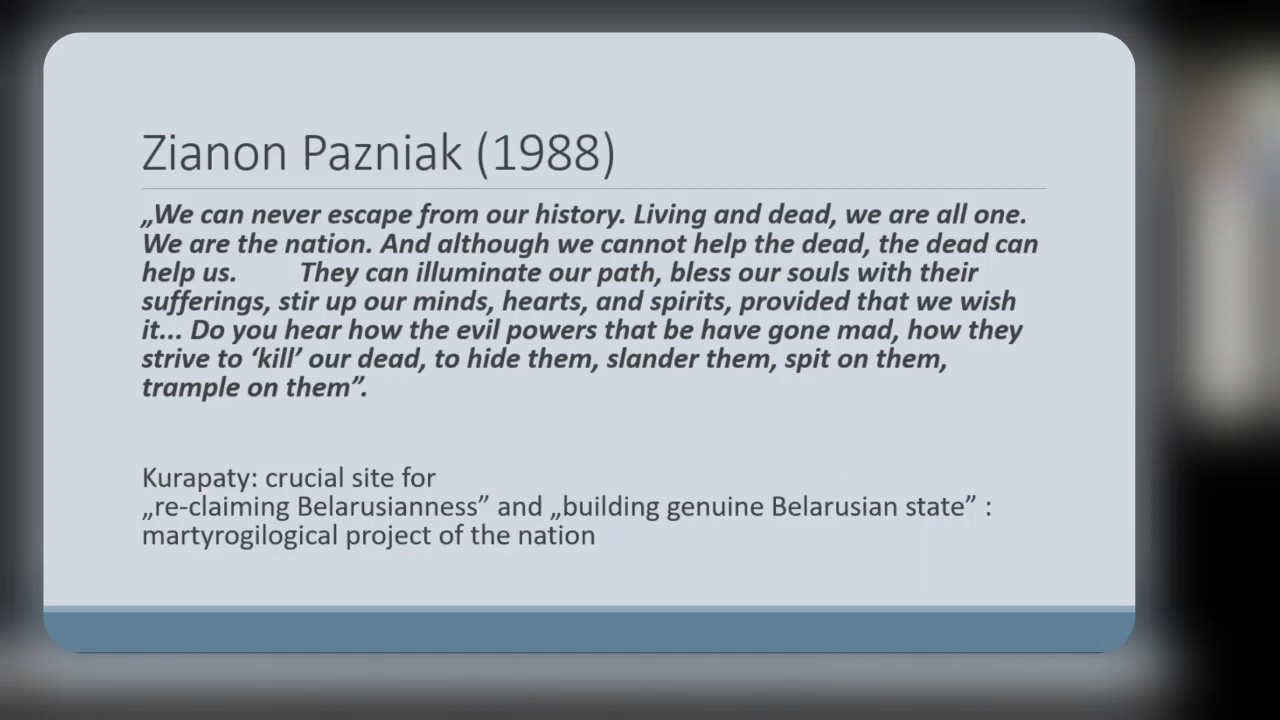 Zianon Pazniak (1988)
„We can never escape from our history. Living and dead, we are all one.
We are the nation. And although we cannot help the dead, the dead can
help us. They can illuminate our path, bless our souls with their
sufferings, stir up our minds, hearts, and spirits, provided that we wish
it... Do you hear how the evil powers that be have gone mad, how they
strive to ‘kill’ our dead, to hide them, slander them, spit on them,
trample on them”.
Kurapaty: crucial site for
„re-claiming Belarusianness” and „building genuine Belarusian state” :
martyrogilogical project of the nation